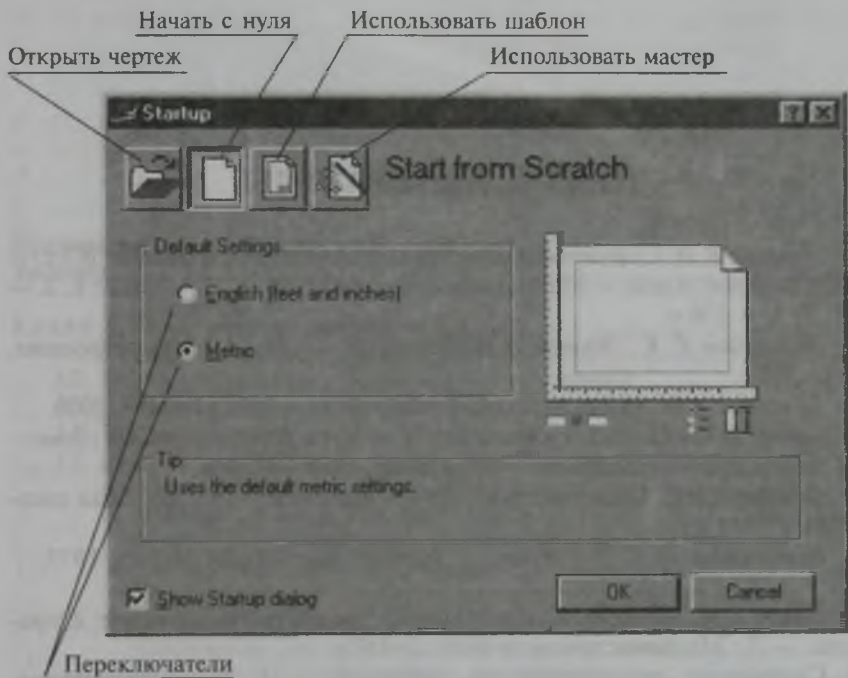 Начать с нуля
Использовать шаблон
Открыть чертеж
Использовать мастер
Startup
Start from Scratch
Default Settings
English (feet and inches)
Metric
Tip
Uses the default metric settings.
Show Startup dialog
OK
Cancel
Переключатели